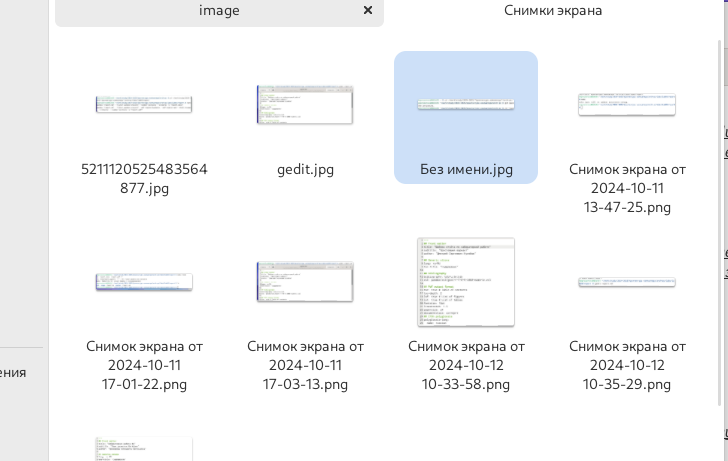 image
Снимки экрана
5211120525483564
877.jpg
gedit.jpg
Без имени.jpg
Снимок экрана от
2024-10-11
13-47-25.png
Снимок экрана от
2024-10-11
17-01-22.png
Снимок экрана от
2024-10-11
17-03-13.png
Снимок экрана от
2024-10-12
10-33-58.png
Снимок экрана от
2024-10-12
10-35-29.png
ения